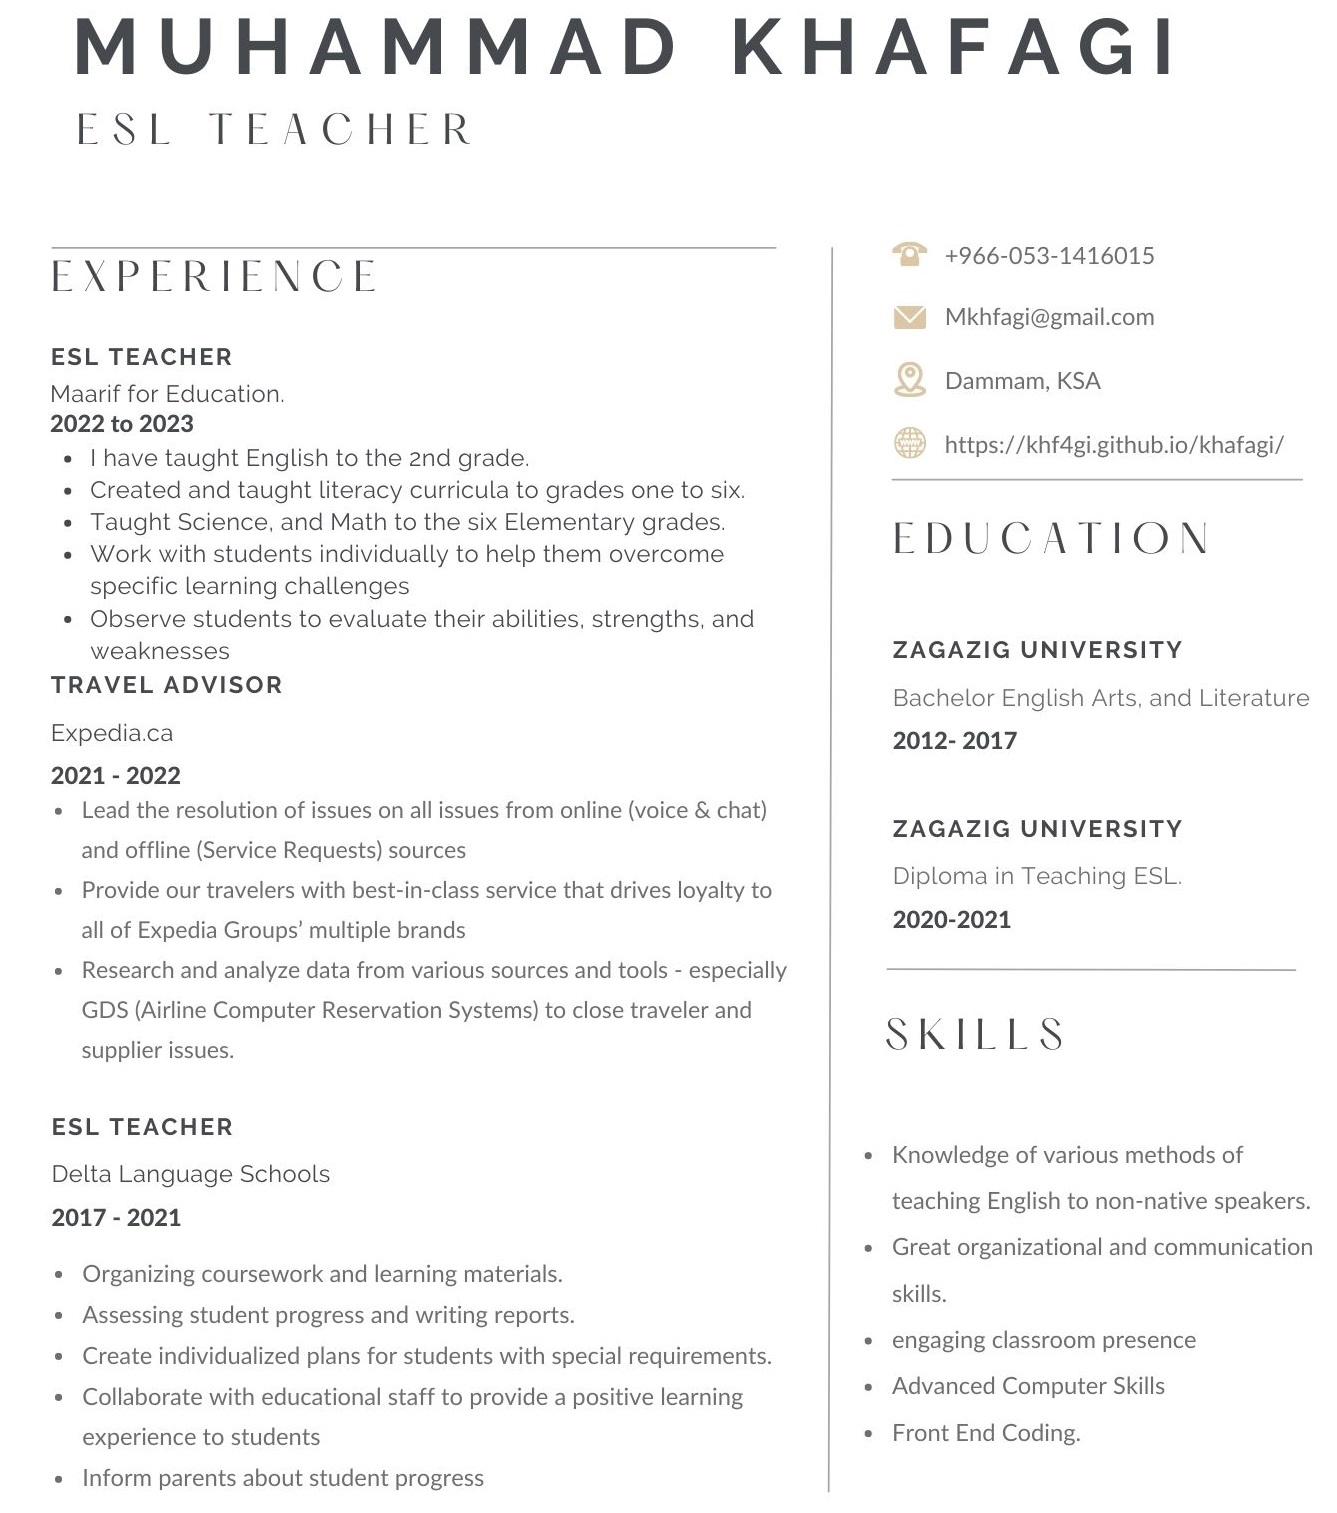 MUHAMMAD KHAFAGI
ESL TEACHER
EXPERIENCE
ESL TEACHER
Maarif for Education.
2022 to 2023
• I have taught English to the 2nd grade.
• Created and taught literacy curricula to grades one to six.
• Taught Science, and Math to the six Elementary grades.
• Work with students individually to help them overcome
specific learning challenges
• Observe students to evaluate their abilities, strengths, and
weaknesses
TRAVEL ADVISOR
Expedia.ca
2021 - 2022
• Lead the resolution of issues on all issues from online (voice & chat)
and offline (Service Requests) sources
• Provide our travelers with best-in-class service that drives loyalty to
all of Expedia Groups’ multiple brands
• Research and analyze data from various sources and tools - especially
GDS (Airline Computer Reservation Systems) to close traveler and
supplier issues.
ESL TEACHER
Delta Language Schools
2017 - 2021
• Organizing coursework and learning materials.
• Assessing student progress and writing reports.
• Create individualized plans for students with special requirements.
• Collaborate with educational staff to provide a positive learning
experience to students
• Inform parents about student progress
+966-053-1416015
Mkhfagi@gmail.com
Dammam, KSA
https://khf4gi.github.io/khafagi/
EDUCATION
ZAGAZIG UNIVERSITY
Bachelor English Arts, and Literature
2012- 2017
ZAGAZIG UNIVERSITY
Diploma in Teaching ESL.
2020-2021
SKILLS
• Knowledge of various methods of
teaching English to non-native speakers.
• Great organizational and communication
skills.
• engaging classroom presence
• Advanced Computer Skills
• Front End Coding.